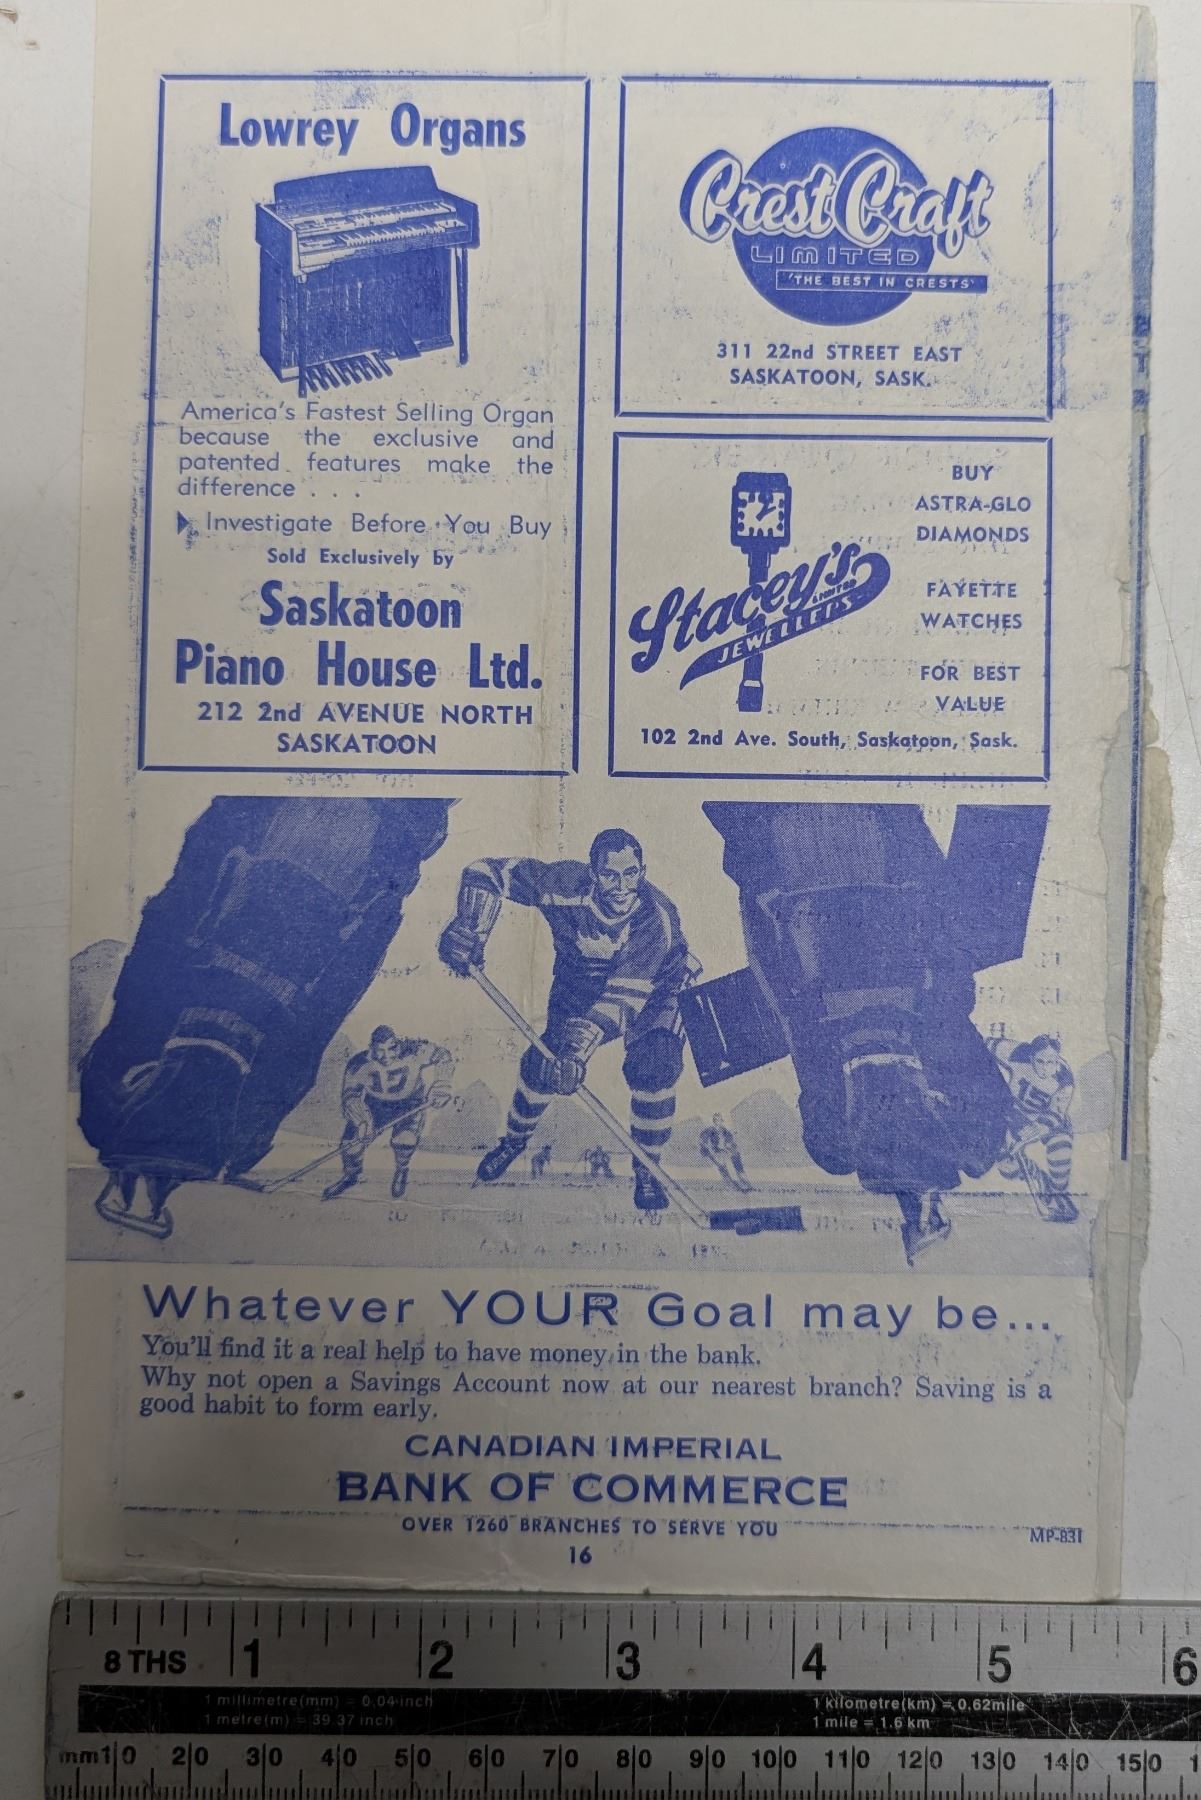 Lowrey Organs
America's Fastest Selling Organ
because the exclusive and
patented features make the
difference . . .
Investigate Before You Buy
Sold Exclusively by
Saskatoon
Piano House Ltd.
212 2nd AVENUE NORTH
SASKATOON
Crest Craft
LIMITED
"THE BEST IN CRESTS"
311 22nd STREET EAST
SASKATOON, SASK.
Stacey's
LIMITED
JEWELLERS
BUY
ASTRA-GLO
DIAMONDS
FAYETTE
WATCHES
FOR BEST
VALUE
102 2nd Ave. South, Saskatoon, Sask.
17
Whatever YOUR Goal may be...
You'll find it a real help to have money in the bank.
Why not open a Savings Account now at our nearest branch? Saving is a
good habit to form early.
CANADIAN IMPERIAL
BANK OF COMMERCE
OVER 1260 BRANCHES TO SERVE YOU
MP-831
16
8 THS 1 2 3 4 5 6
1 millimetre(mm) = 0.04 inch 1 kilometre(km) = 0.62mile
1 metre(m) = 39.37 inch 1 mile = 1.6 km
mm 10 20 30 40 50 60 70 80 90 100 110 120 130 140 150